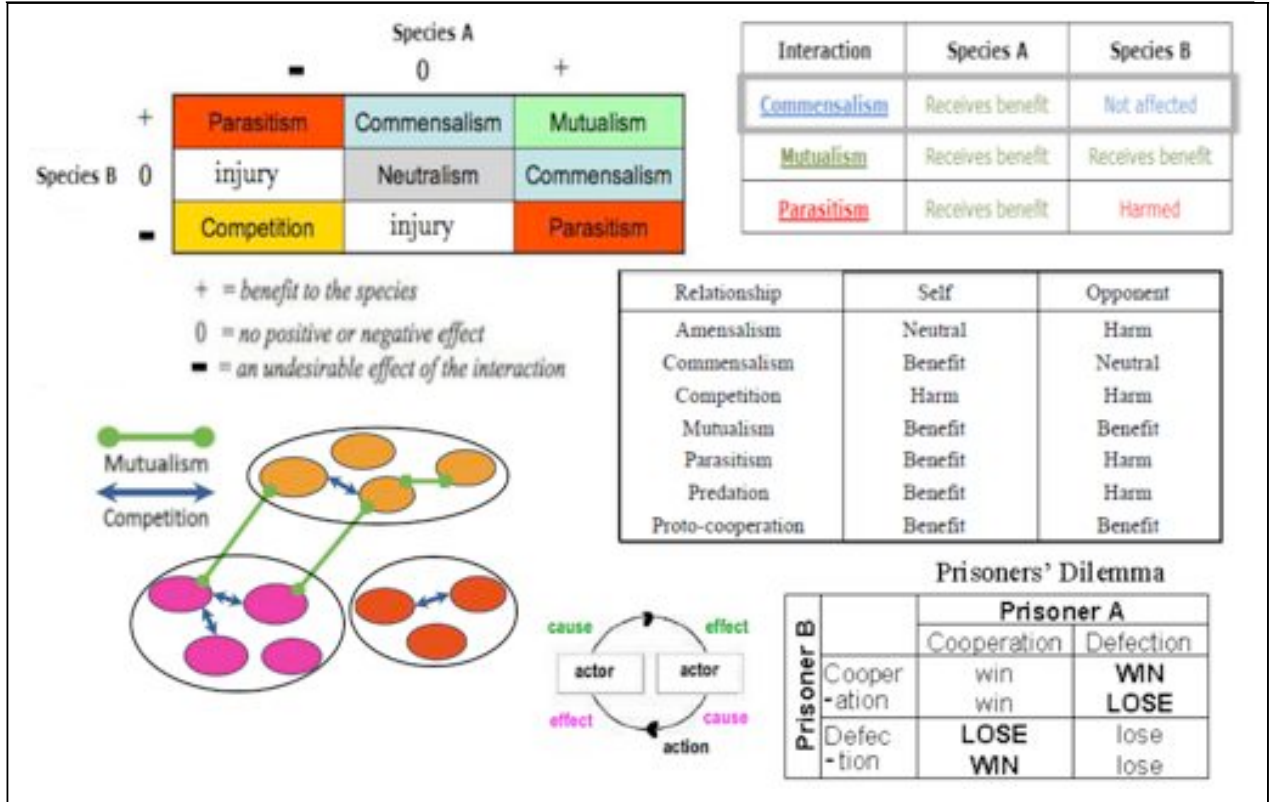 Species A
- 0 +
+ Parasitism Commensalism Mutualism
Species B 0 injury Neutralism Commensalism
- Competition injury Parasitism
+ = benefit to the species
0 = no positive or negative effect
- = an undesirable effect of the interaction
Interaction Species A Species B
Commensalism Receives benefit Not affected
Mutualism Receives benefit Receives benefit
Parasitism Receives benefit Harmed
Relationship Self Opponent
Amensalism Neutral Harm
Commensalism Benefit Neutral
Competition Harm Harm
Mutualism Benefit Benefit
Parasitism Benefit Harm
Predation Benefit Harm
Proto-cooperation Benefit Benefit
Mutualism
Competition
cause effect
actor actor
effect cause
action
Prisoners' Dilemma
Prisoner A
Prisoner B
Cooperation Defection
Cooper win WIN
-ation win LOSE
Defec LOSE lose
-tion WIN lose